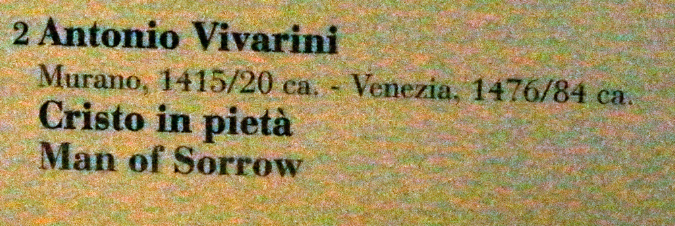 2 Antonio Vivarini
Murano, 1415/20 ca. - Venezia, 1476/84 ca.
Cristo in pietà
Man of Sorrow